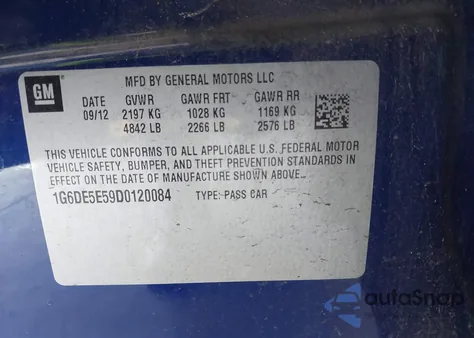 GM
MFD BY GENERAL MOTORS LLC
DATE GVWR GAWR FRT GAWR RR
09/12 2197 KG 1028 KG 1169 KG
4842 LB 2266 LB 2576 LB
THIS VEHICLE CONFORMS TO ALL APPLICABLE U.S. FEDERAL MOTOR
VEHICLE SAFETY, BUMPER, AND THEFT PREVENTION STANDARDS IN
EFFECT ON THE DATE OF MANUFACTURE SHOWN ABOVE..
1G6DE5E59D0120084 TYPE: PASS CAR
autoSnap